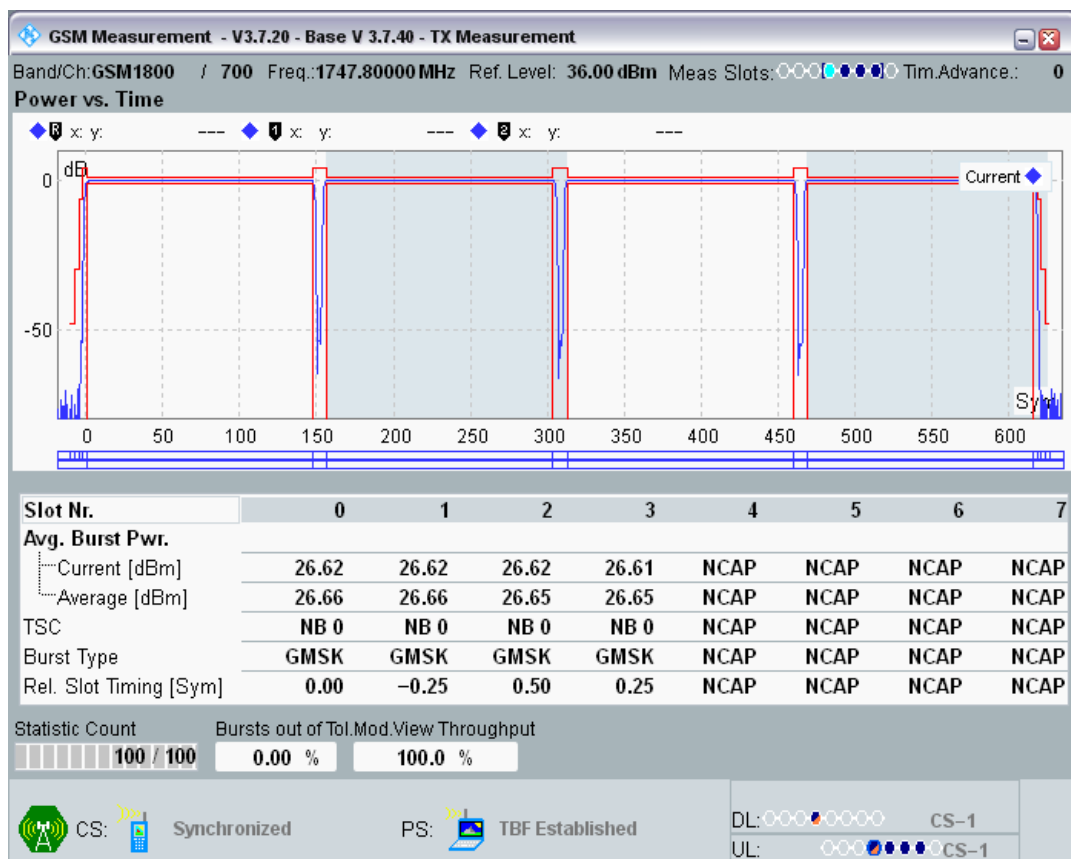 GSM Measurement - V3.7.20 - Base V 3.7.40 - TX Measurement
Band/Ch:GSM1800 / 700 Freq.:1747.80000 MHz Ref. Level: 36.00 dBm Meas Slots: Tim.Advance.: 0
Power vs. Time
R x: y: --- 1 x: y: --- 2 x: y: ---
dB
Current
0
-50
Sym
0 50 100 150 200 250 300 350 400 450 500 550 600
Slot Nr. 0 1 2 3 4 5 6 7
Avg. Burst Pwr.
Current [dBm] 26.62 26.62 26.62 26.61 NCAP NCAP NCAP NCAP
Average [dBm] 26.66 26.66 26.65 26.65 NCAP NCAP NCAP NCAP
TSC NB 0 NB 0 NB 0 NB 0 NCAP NCAP NCAP NCAP
Burst Type GMSK GMSK GMSK GMSK NCAP NCAP NCAP NCAP
Rel. Slot Timing [Sym] 0.00 −0.25 0.50 0.25 NCAP NCAP NCAP NCAP
Statistic Count Bursts out of Tol.Mod.View Throughput
100 / 100 0.00 % 100.0 %
CS: Synchronized PS: TBF Established
DL: CS−1
UL: CS−1